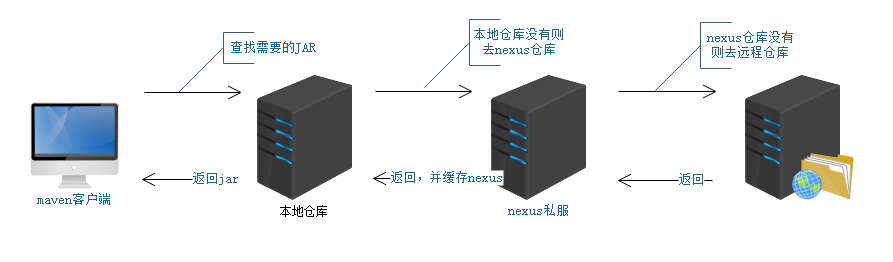 查找需要的JAR
本地仓库没有则
去nexus仓库
nexus仓库没有
则去远程仓库
返回jar
返回，并缓存nexus
返回
maven客户端
本地仓库
nexus私服